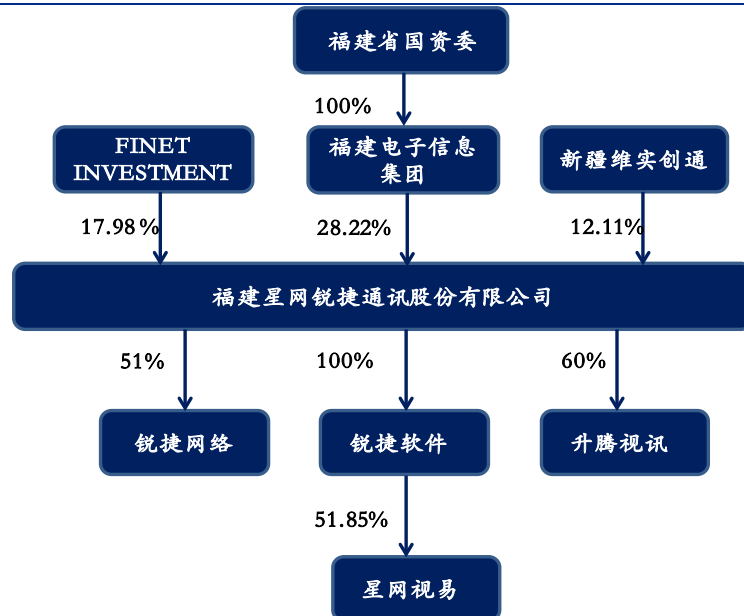 福建省国资委
100%
FINET
INVESTMENT
福建电子信息
集团
新疆维实创通
17.98%
28.22%
12.11%
福建星网锐捷通讯股份有限公司
51%
100%
60%
锐捷网络
锐捷软件
升腾视讯
51.85%
星网视易